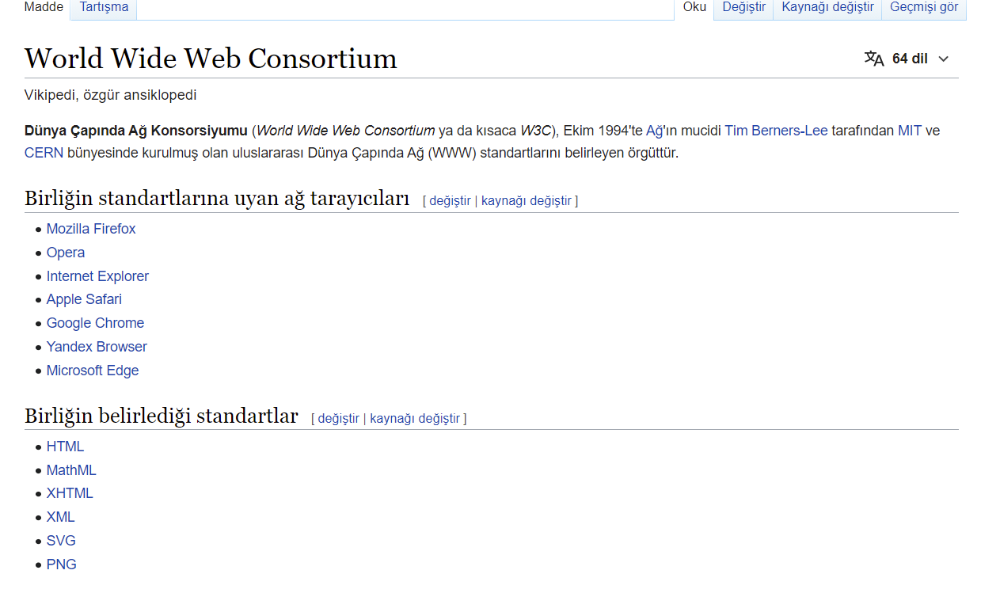 Madde Tartışma Oku Değiştir Kaynağı değiştir Geçmişi gör
World Wide Web Consortium 64 dil
Vikipedi, özgür ansiklopedi
Dünya Çapında Ağ Konsorsiyumu (World Wide Web Consortium ya da kısaca W3C), Ekim 1994'te Ağ'ın mucidi Tim Berners-Lee tarafından MIT ve
CERN bünyesinde kurulmuş olan uluslararası Dünya Çapında Ağ (WWW) standartlarını belirleyen örgüttür.
Birliğin standartlarına uyan ağ tarayıcıları [ değiştir | kaynağı değiştir ]
• Mozilla Firefox
• Opera
• Internet Explorer
• Apple Safari
• Google Chrome
• Yandex Browser
• Microsoft Edge
Birliğin belirlediği standartlar [ değiştir | kaynağı değiştir ]
• HTML
• MathML
• XHTML
• XML
• SVG
• PNG